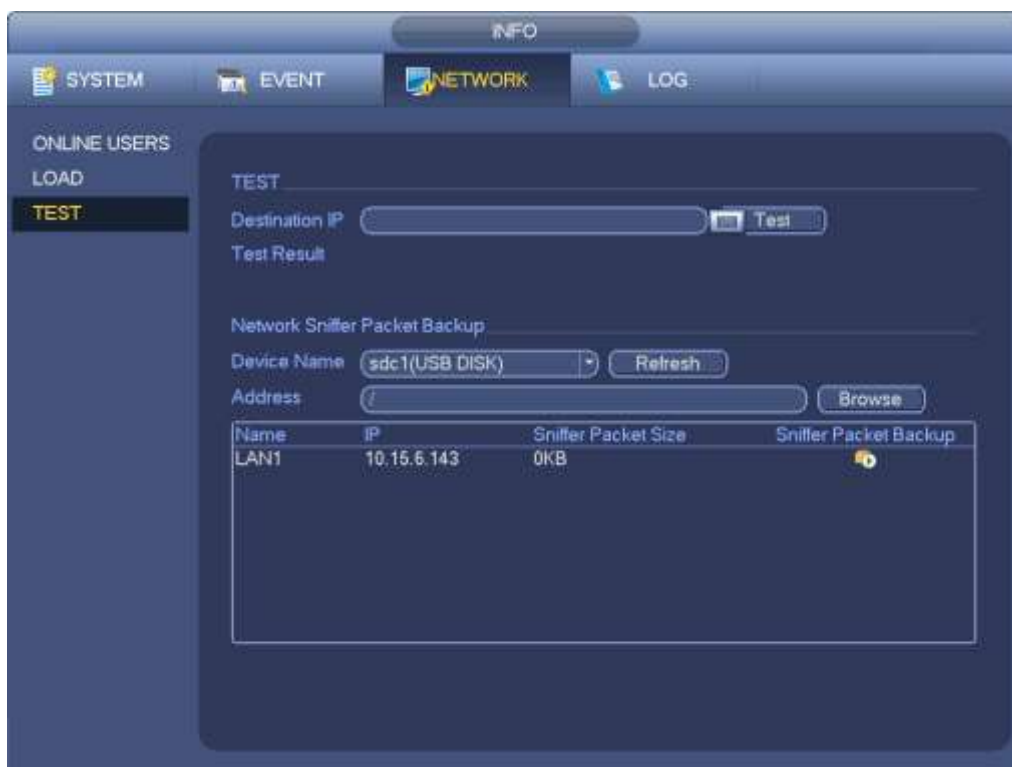 INFO
SYSTEM EVENT NETWORK LOG
ONLINE USERS
LOAD
TEST
TEST
Destination IP Test
Test Result
Network Sniffer Packet Backup
Device Name sdc1(USB DISK) Refresh
Address / Browse
Name IP Sniffer Packet Size Sniffer Packet Backup
LAN1 10.15.6.143 0KB